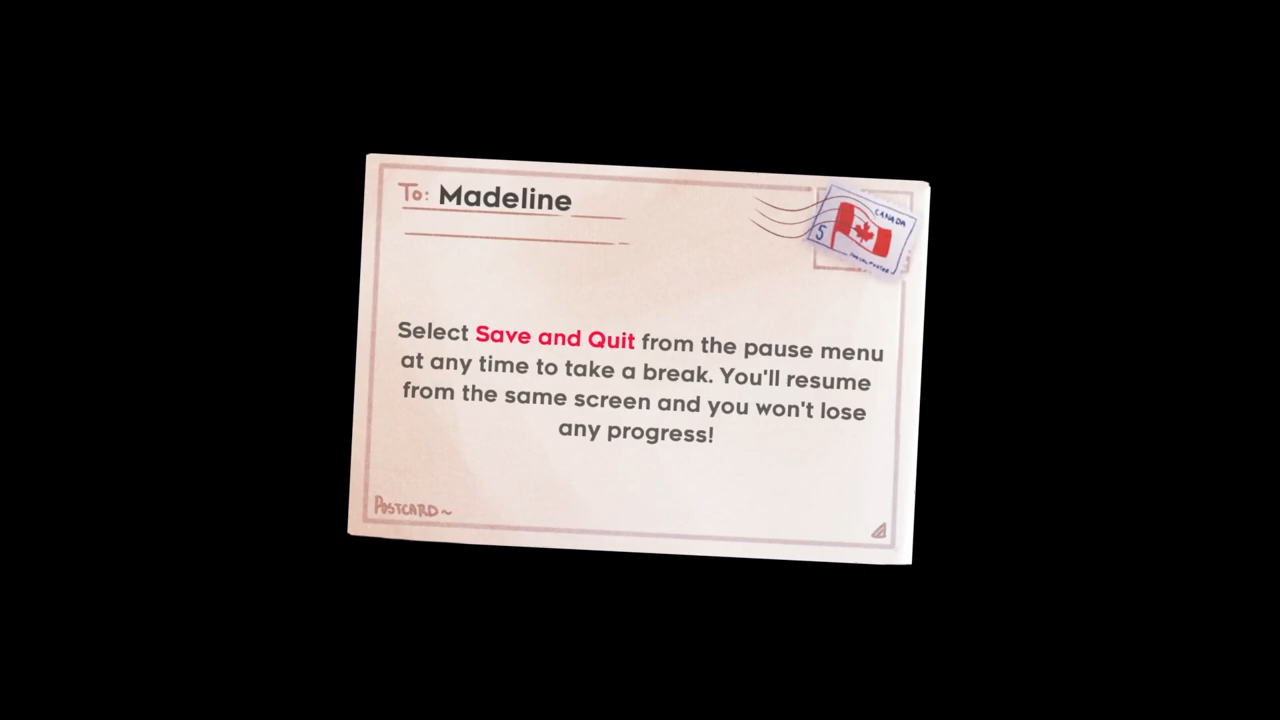 To: Madeline
CANADA
5
Select Save and Quit from the pause menu
at any time to take a break. You'll resume
from the same screen and you won't lose
any progress!
POSTCARD~